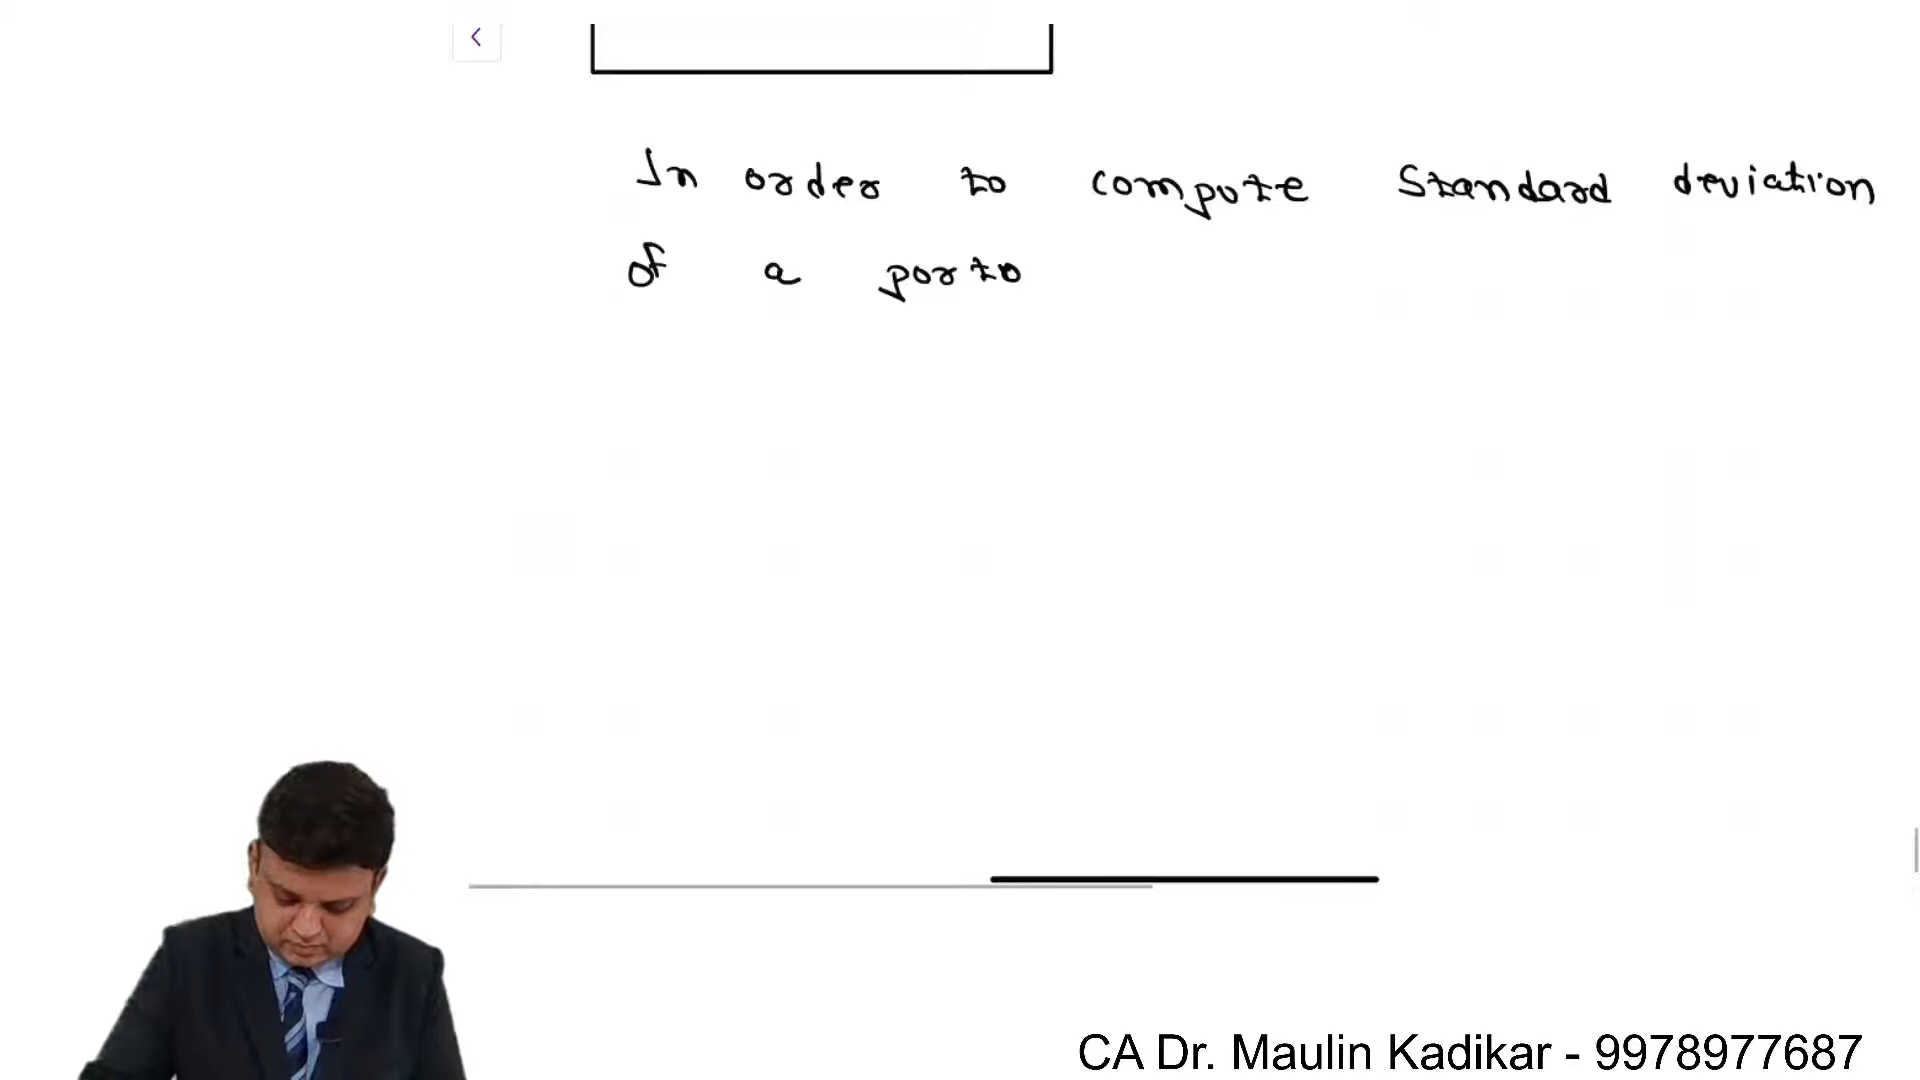 In order to compute Standard deviation
of a porto
CA Dr. Maulin Kadikar - 9978977687